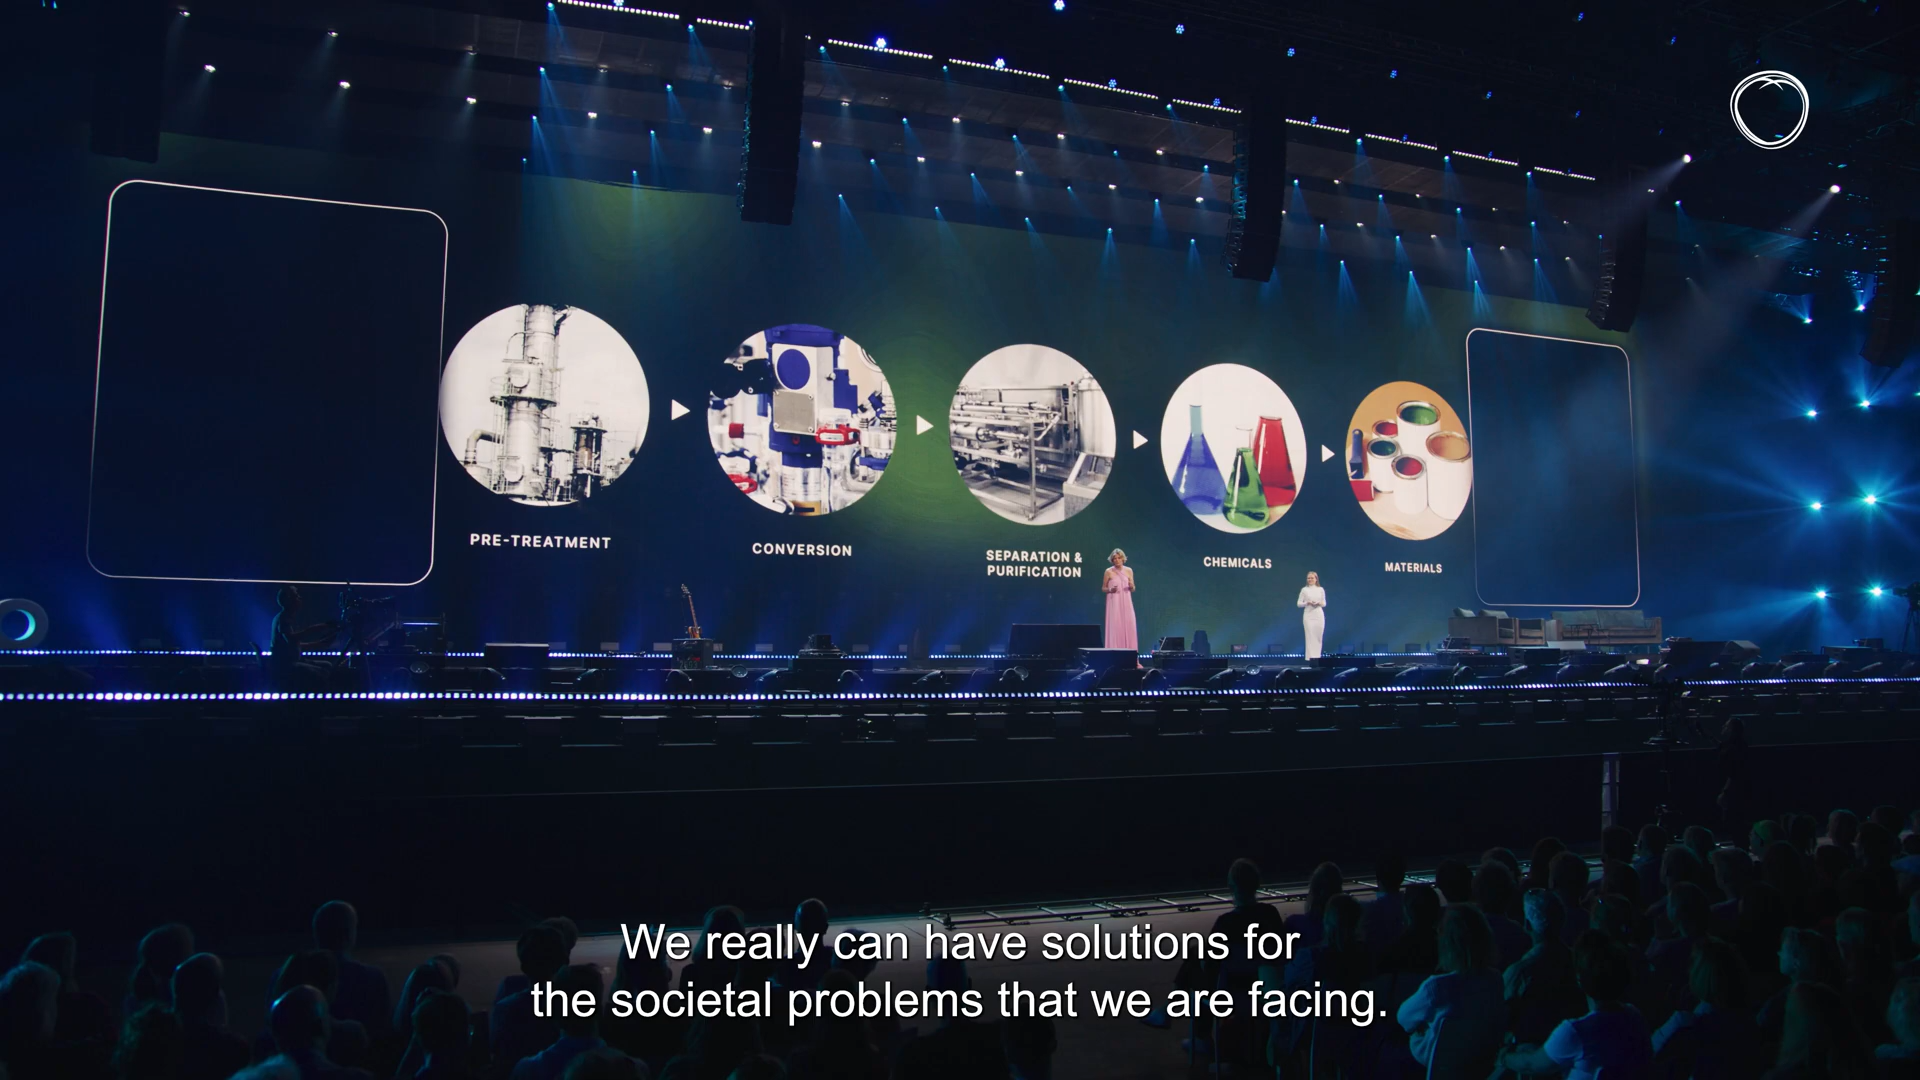 PRE-TREATMENT
CONVERSION
SEPARATION &
PURIFICATION
CHEMICALS
MATERIALS
We really can have solutions for
the societal problems that we are facing.